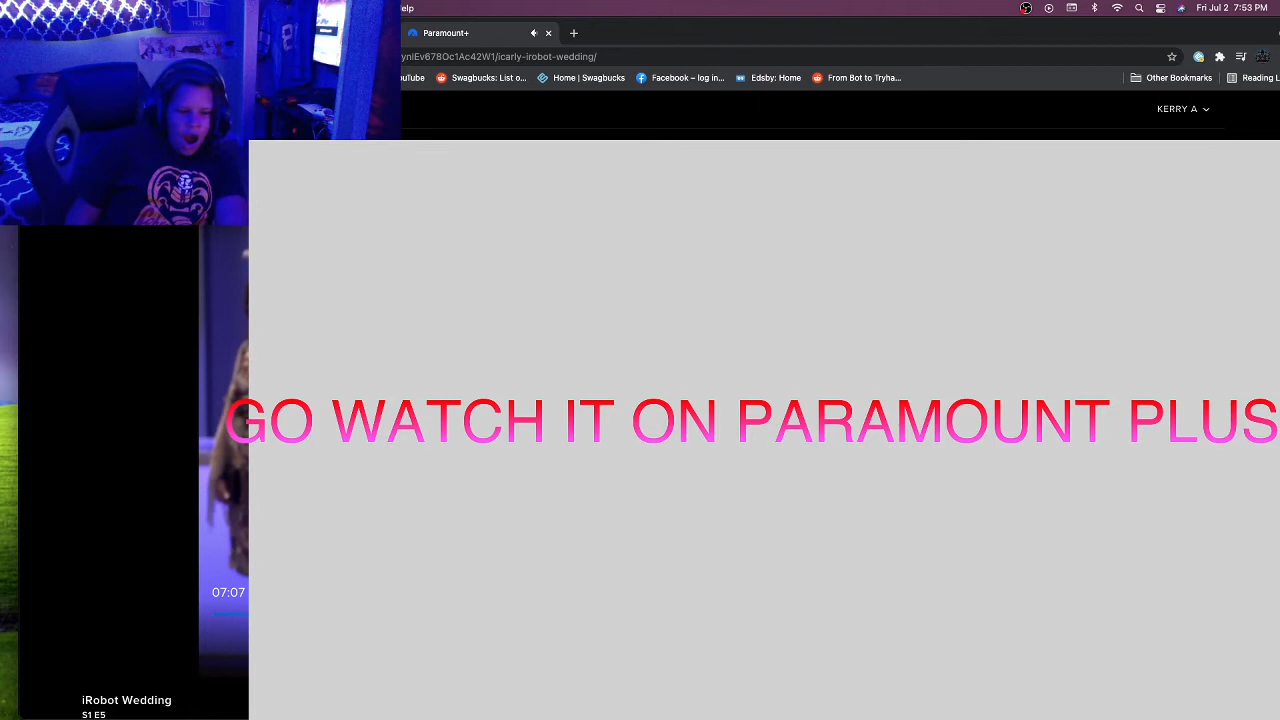 elp
Fri Jul 2 7:53 PM
Paramount+
ynIEv678Oc1Ac42W1/icarly-irobot-wedding/
uTube
Swagbucks: List o...
Home | Swagbucks
Facebook – log in...
Edsby: Home
From Bot to Tryha...
Other Bookmarks
Reading L
KERRY A
GO WATCH IT ON PARAMOUNT PLUS
07:07
iRobot Wedding
S1 E5